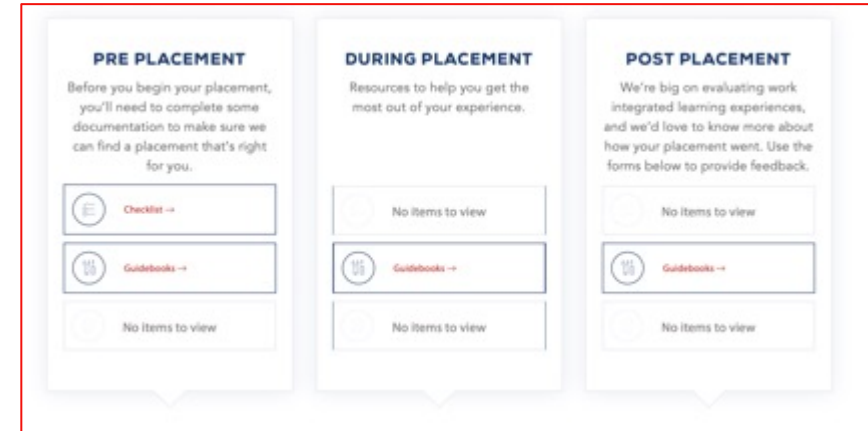 PRE PLACEMENT
Before you begin your placement,
you'll need to complete some
documentation to make sure we
can find a placement that's right
for you.
Checklist →
Guidebooks →
No items to view
DURING PLACEMENT
Resources to help you get the
most out of your experience.
No items to view
Guidebooks →
No items to view
POST PLACEMENT
We're big on evaluating work
integrated learning experiences,
and we'd love to know more about
how your placement went. Use the
forms below to provide feedback.
No items to view
Guidebooks →
No items to view